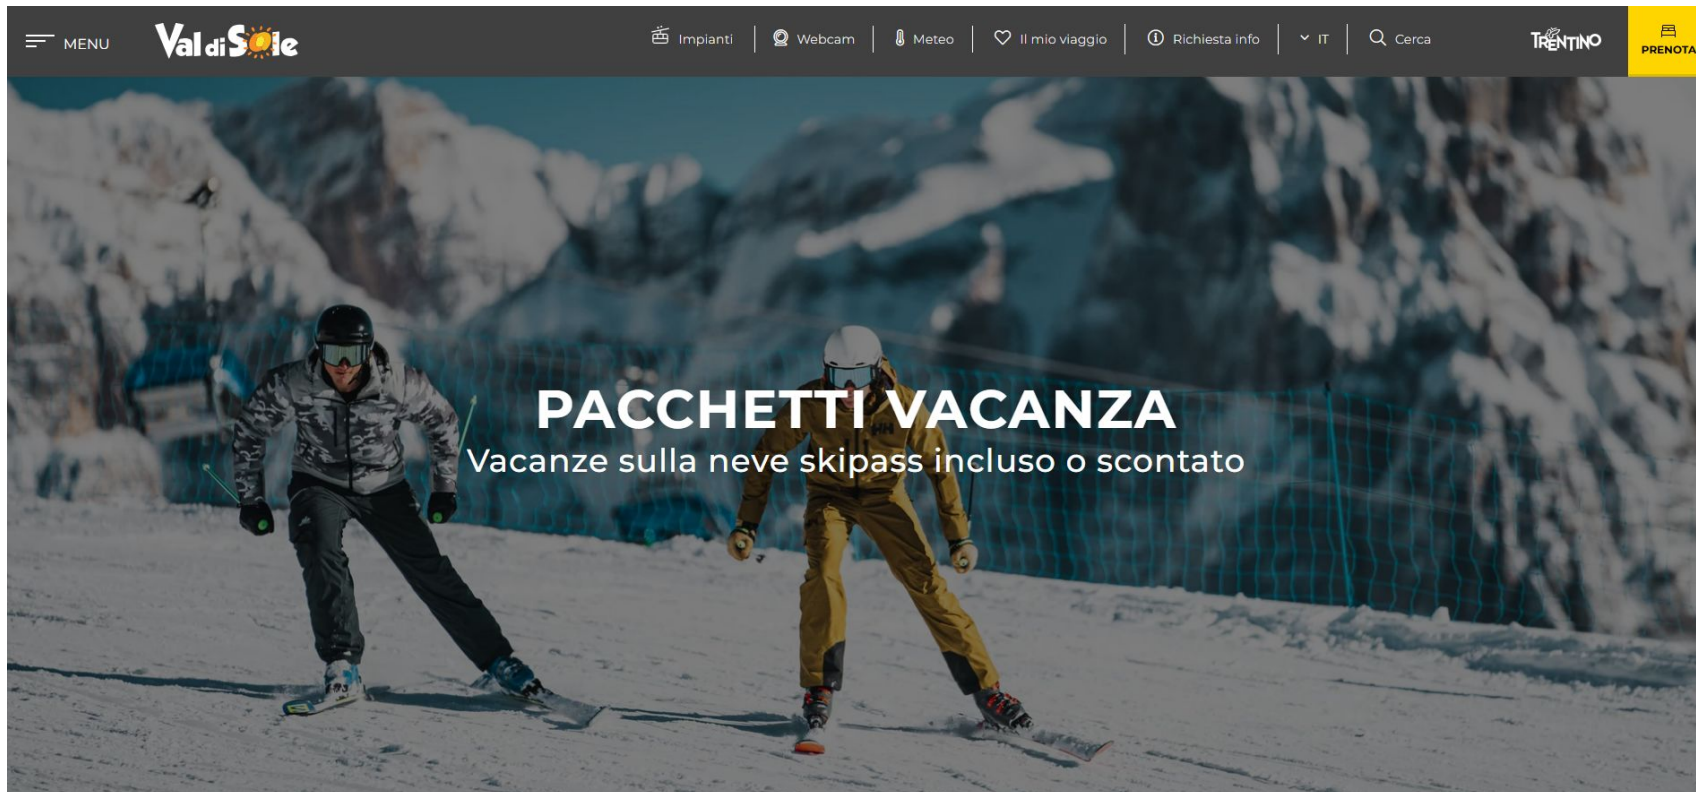 MENU
Val di Sole
Impianti
Webcam
Meteo
Il mio viaggio
Richiesta info
IT
Cerca
TRENTINO
PRENOTA
PACCHETTI VACANZA
Vacanze sulla neve skipass incluso o scontato
HH